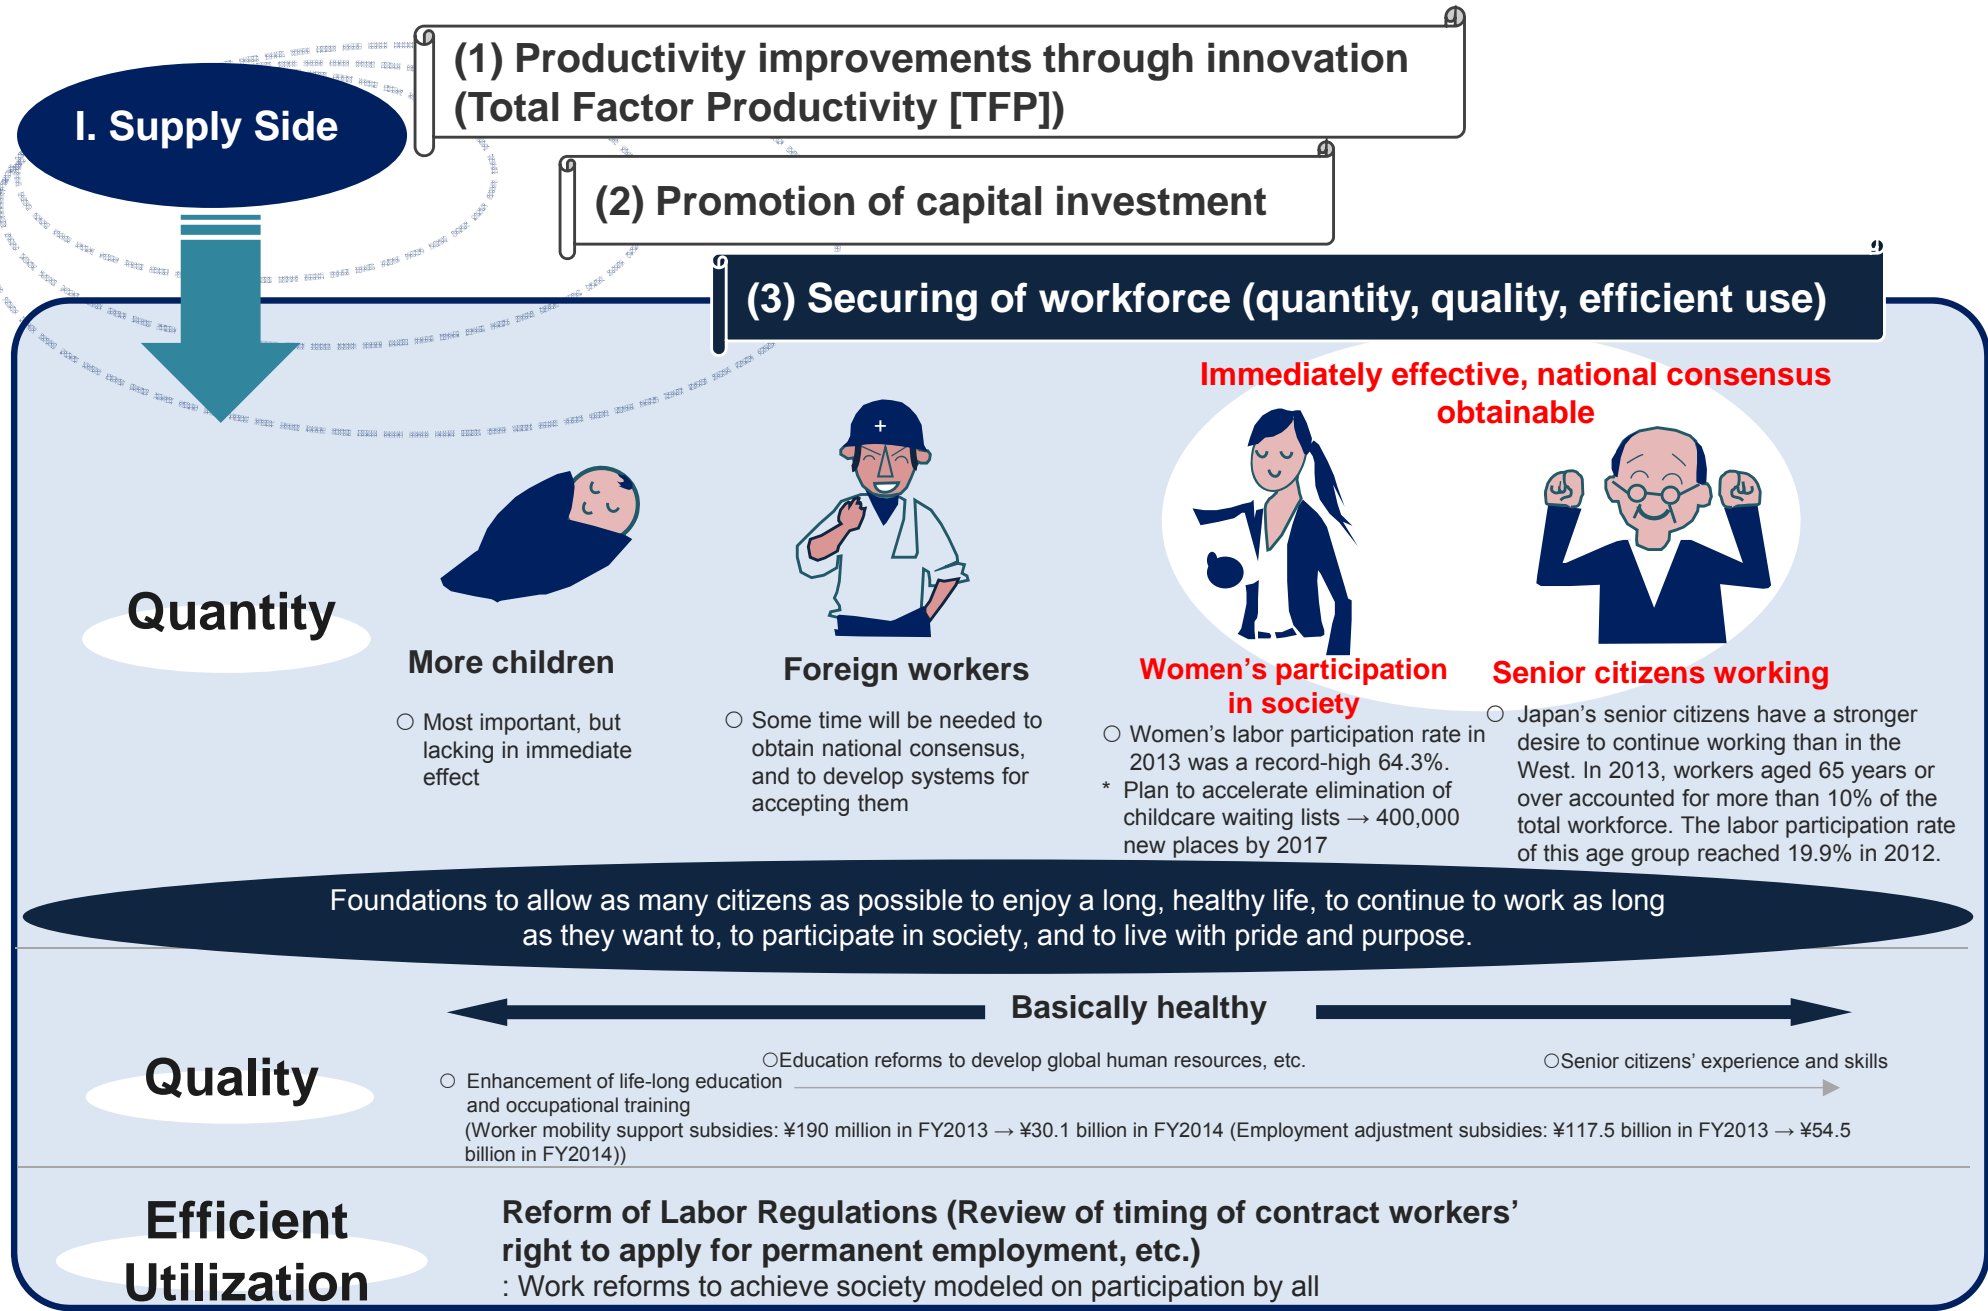 I. Supply Side
(1) Productivity improvements through innovation
(Total Factor Productivity [TFP])
(2) Promotion of capital investment
(3) Securing of workforce (quantity, quality, efficient use)
Immediately effective, national consensus
obtainable
Quantity
More children
○ Most important, but
lacking in immediate
effect
Foreign workers
○ Some time will be needed to
obtain national consensus,
and to develop systems for
accepting them
Women's participation
in society
○ Women's labor participation rate in
2013 was a record-high 64.3%.
* Plan to accelerate elimination of
childcare waiting lists → 400,000
new places by 2017
Senior citizens working
○ Japan's senior citizens have a stronger
desire to continue working than in the
West. In 2013, workers aged 65 years or
over accounted for more than 10% of the
total workforce. The labor participation rate
of this age group reached 19.9% in 2012.
Foundations to allow as many citizens as possible to enjoy a long, healthy life, to continue to work as long
as they want to, to participate in society, and to live with pride and purpose.
Basically healthy
Quality
○Education reforms to develop global human resources, etc.
○Senior citizens' experience and skills
○ Enhancement of life-long education
and occupational training
(Worker mobility support subsidies: ¥190 million in FY2013 → ¥30.1 billion in FY2014 (Employment adjustment subsidies: ¥117.5 billion in FY2013 → ¥54.5
billion in FY2014))
Efficient
Utilization
Reform of Labor Regulations (Review of timing of contract workers'
right to apply for permanent employment, etc.)
: Work reforms to achieve society modeled on participation by all